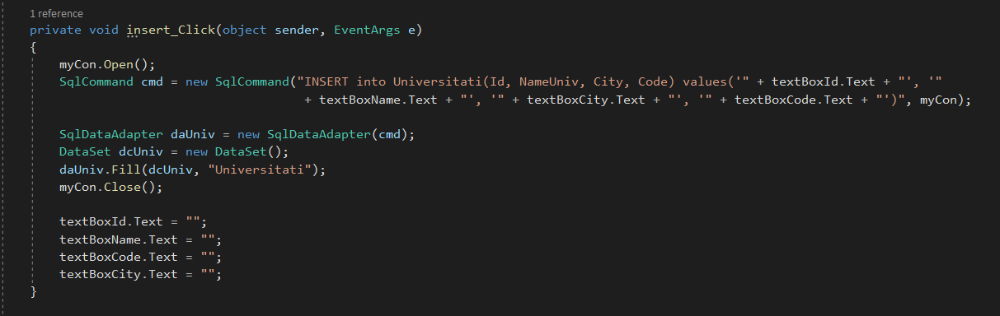 1 reference
private void insert_Click(object sender, EventArgs e)
{
myCon.Open();
SqlCommand cmd = new SqlCommand("INSERT into Universitati(Id, NameUniv, City, Code) values('" + textBoxId.Text + "', '"
+ textBoxName.Text + "', '" + textBoxCity.Text + "', '" + textBoxCode.Text + "')", myCon);
SqlDataAdapter daUniv = new SqlDataAdapter(cmd);
DataSet dcUniv = new DataSet();
daUniv.Fill(dcUniv, "Universitati");
myCon.Close();
textBoxId.Text = "";
textBoxName.Text = "";
textBoxCode.Text = "";
textBoxCity.Text = "";
}